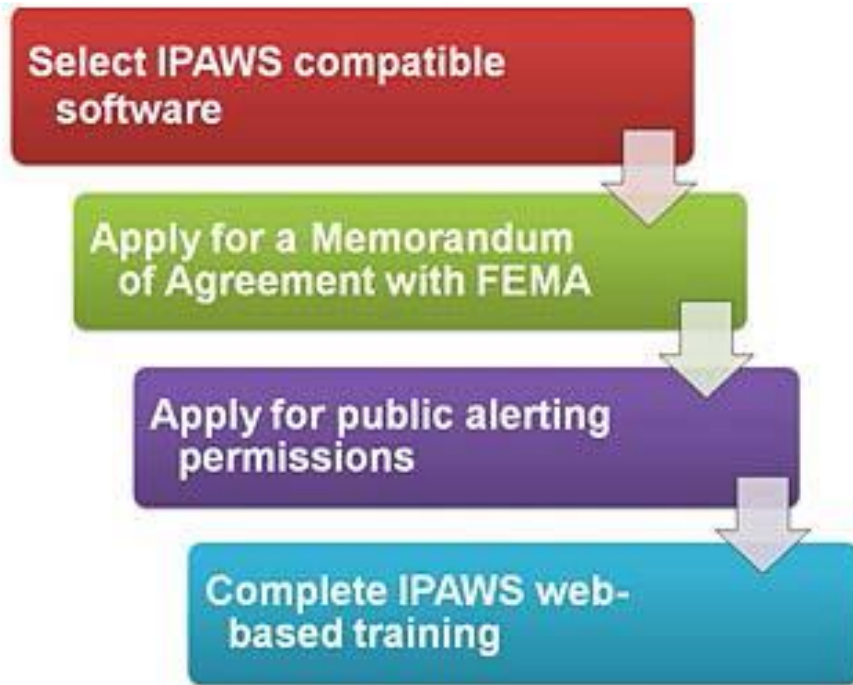 Select IPAWS compatible
software
Apply for a Memorandum
of Agreement with FEMA
Apply for public alerting
permissions
Complete IPAWS web-
based training